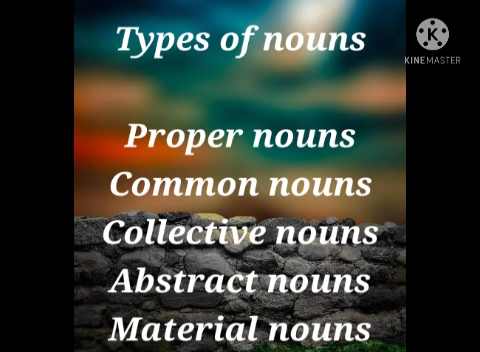 Types of nouns
KINEMASTER
Proper nouns
Common nouns
Collective nouns
Abstract nouns
Material nouns